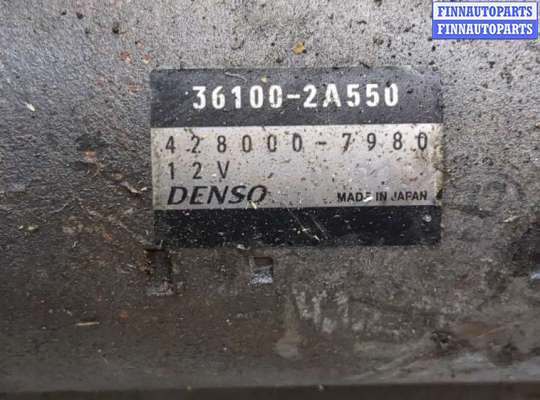 FINNAUTOPARTS
FINNAUTOPARTS
36100-2A550
428000-7980
12V
DENSO MADE IN JAPAN